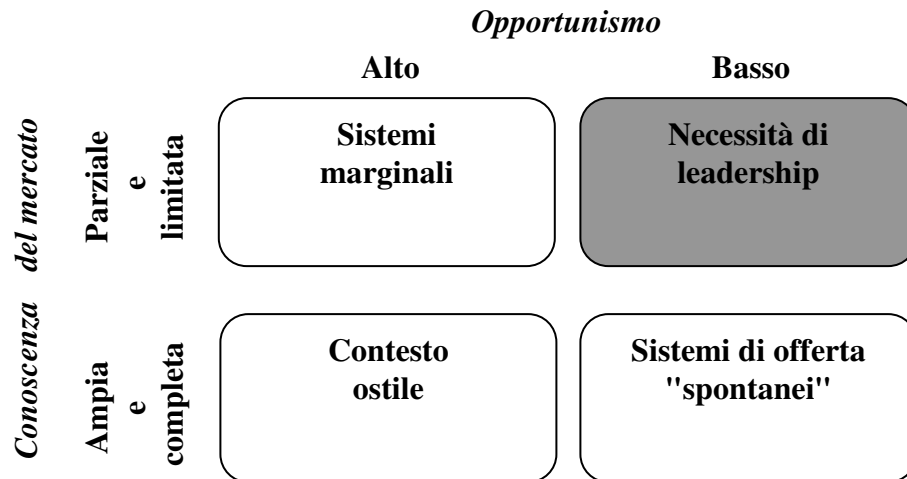 Opportunismo
Alto
Basso
Conoscenza del mercato
Parziale
e
limitata
Sistemi
marginali
Necessità di
leadership
Ampia
e
completa
Contesto
ostile
Sistemi di offerta
"spontanei"